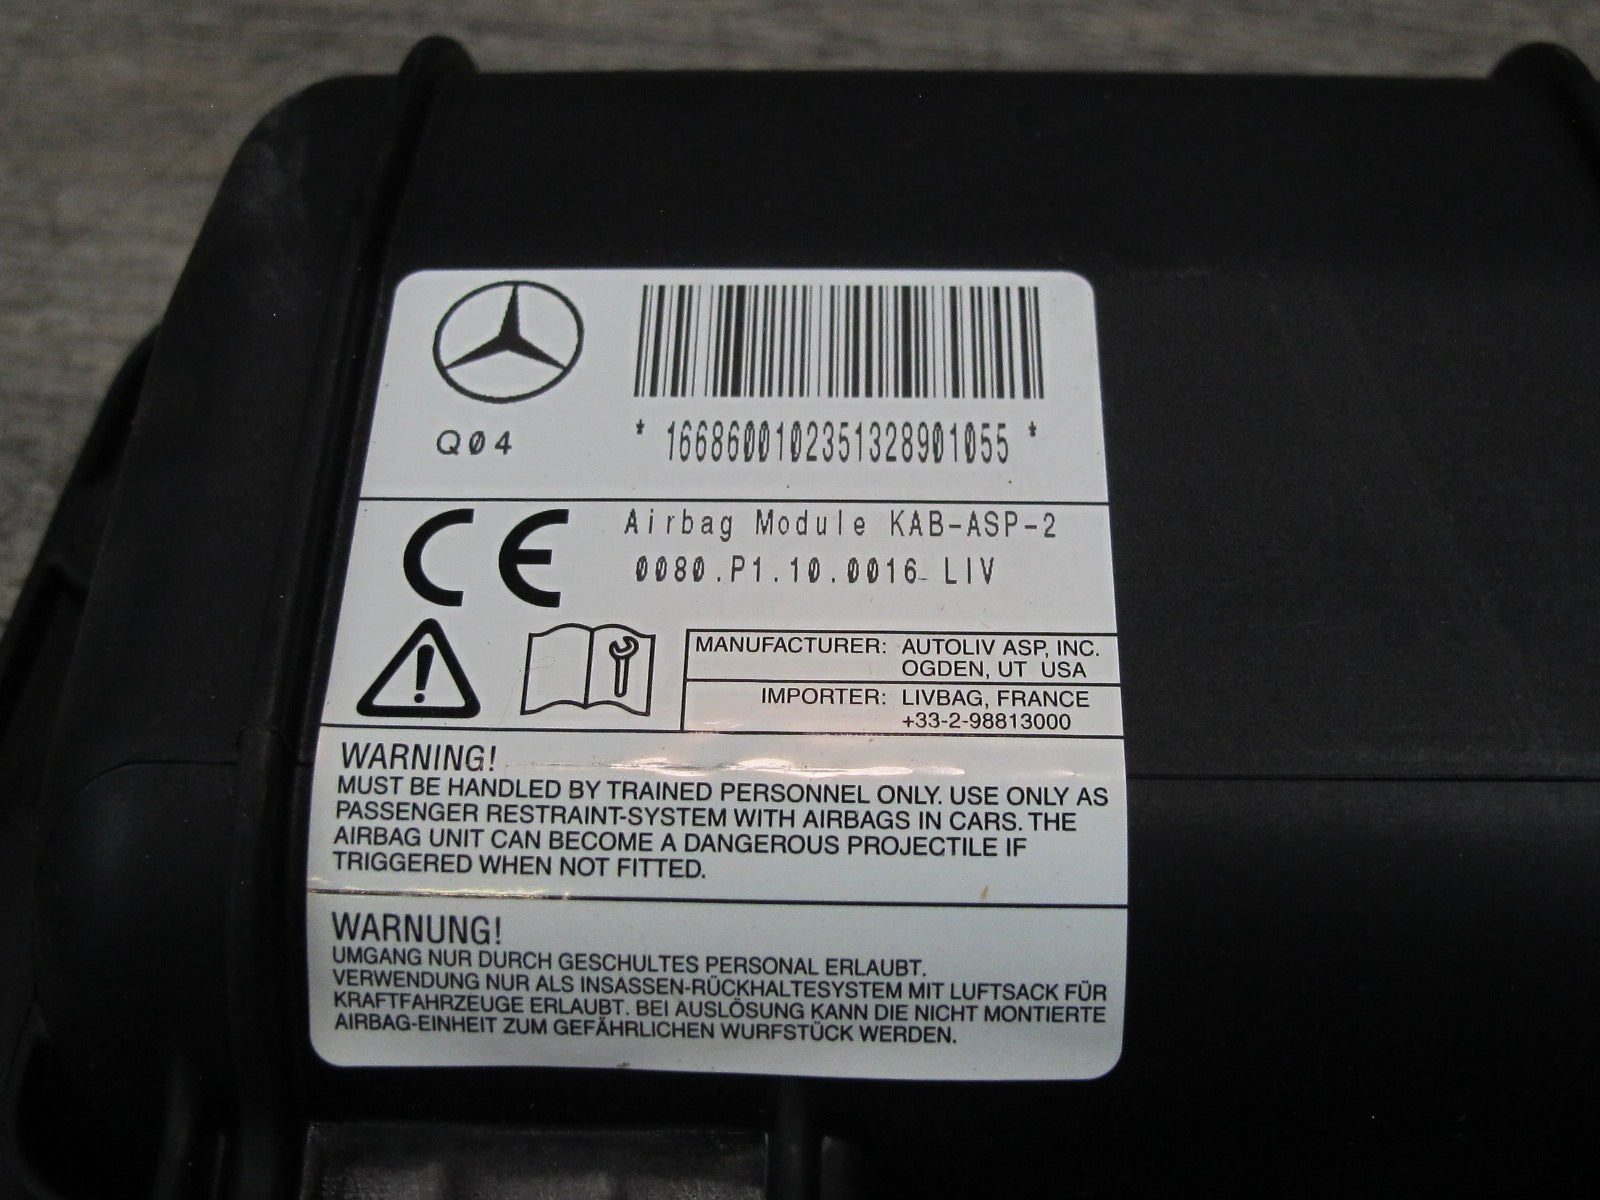 Q04
* 1668600102351328901055 *
CE
Airbag Module KAB-ASP-2
0080.P1.10.0016 LIV
MANUFACTURER: AUTOLIV ASP, INC.
OGDEN, UT USA
IMPORTER: LIVBAG, FRANCE
+33-2-98813000
WARNING!
MUST BE HANDLED BY TRAINED PERSONNEL ONLY. USE ONLY AS
PASSENGER RESTRAINT-SYSTEM WITH AIRBAGS IN CARS. THE
AIRBAG UNIT CAN BECOME A DANGEROUS PROJECTILE IF
TRIGGERED WHEN NOT FITTED.
WARNUNG!
UMGANG NUR DURCH GESCHULTES PERSONAL ERLAUBT.
VERWENDUNG NUR ALS INSASSEN-RÜCKHALTESYSTEM MIT LUFTSACK FÜR
KRAFTFAHRZEUGE ERLAUBT. BEI AUSLÖSUNG KANN DIE NICHT MONTIERTE
AIRBAG-EINHEIT ZUM GEFÄHRLICHEN WURFSTÜCK WERDEN.